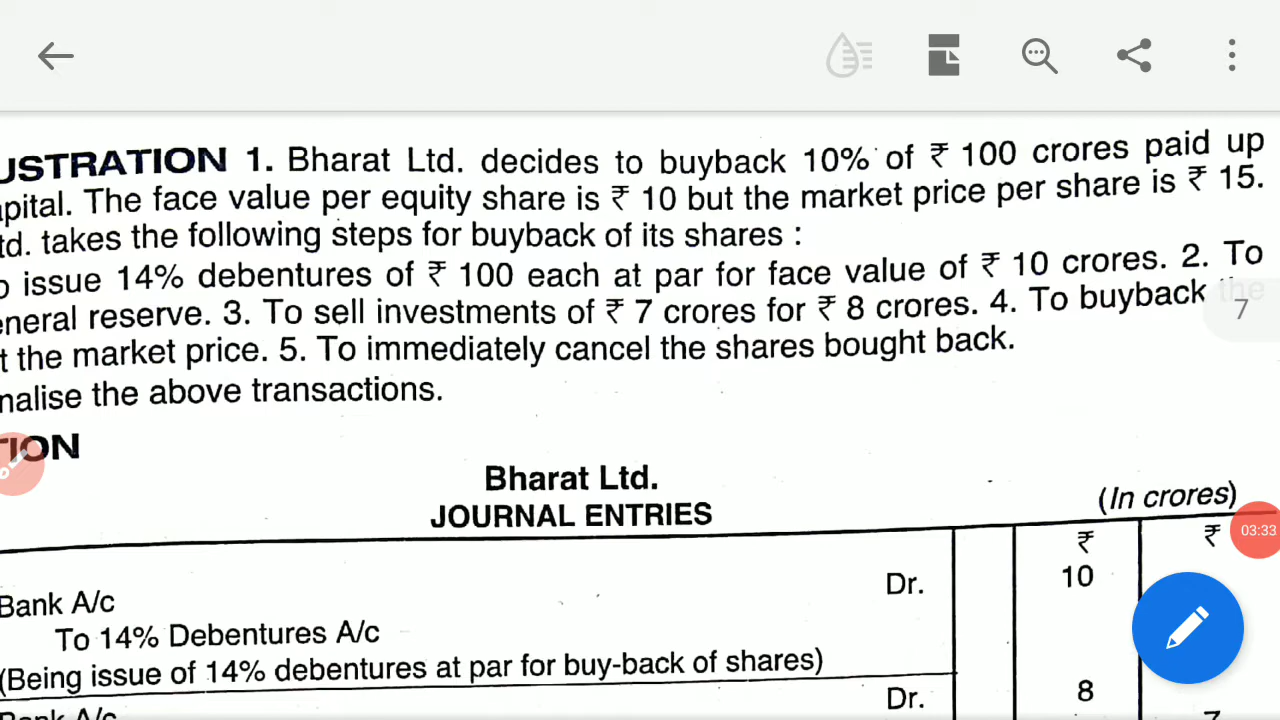 USTRATION 1. Bharat Ltd. decides to buyback 10% of ₹ 100 crores paid up
apital. The face value per equity share is ₹ 10 but the market price per share is ₹ 15.
td. takes the following steps for buyback of its shares :
o issue 14% debentures of ₹ 100 each at par for face value of ₹ 10 crores. 2. To
eneral reserve. 3. To sell investments of ₹ 7 crores for ₹ 8 crores. 4. To buyback the
7
t the market price. 5. To immediately cancel the shares bought back.
nalise the above transactions.
TION
Bharat Ltd.
JOURNAL ENTRIES
(In crores)
₹ ₹
03:33
Bank A/c Dr. 10
To 14% Debentures A/c
(Being issue of 14% debentures at par for buy-back of shares)
Bank A/c Dr. 8
7